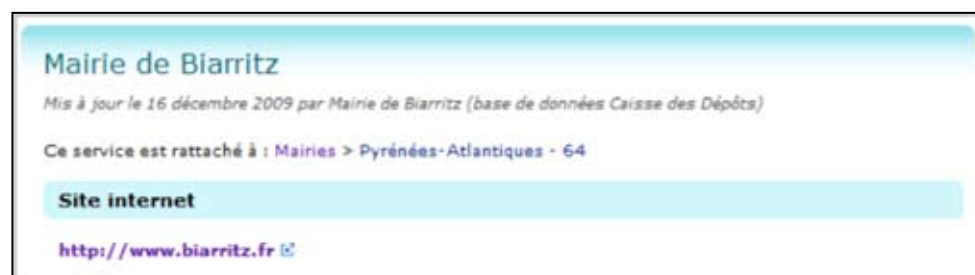 Mairie de Biarritz
Mis à jour le 16 décembre 2009 par Mairie de Biarritz (base de données Caisse des Dépôts)
Ce service est rattaché à : Mairies > Pyrénées-Atlantiques - 64
Site internet
http://www.biarritz.fr